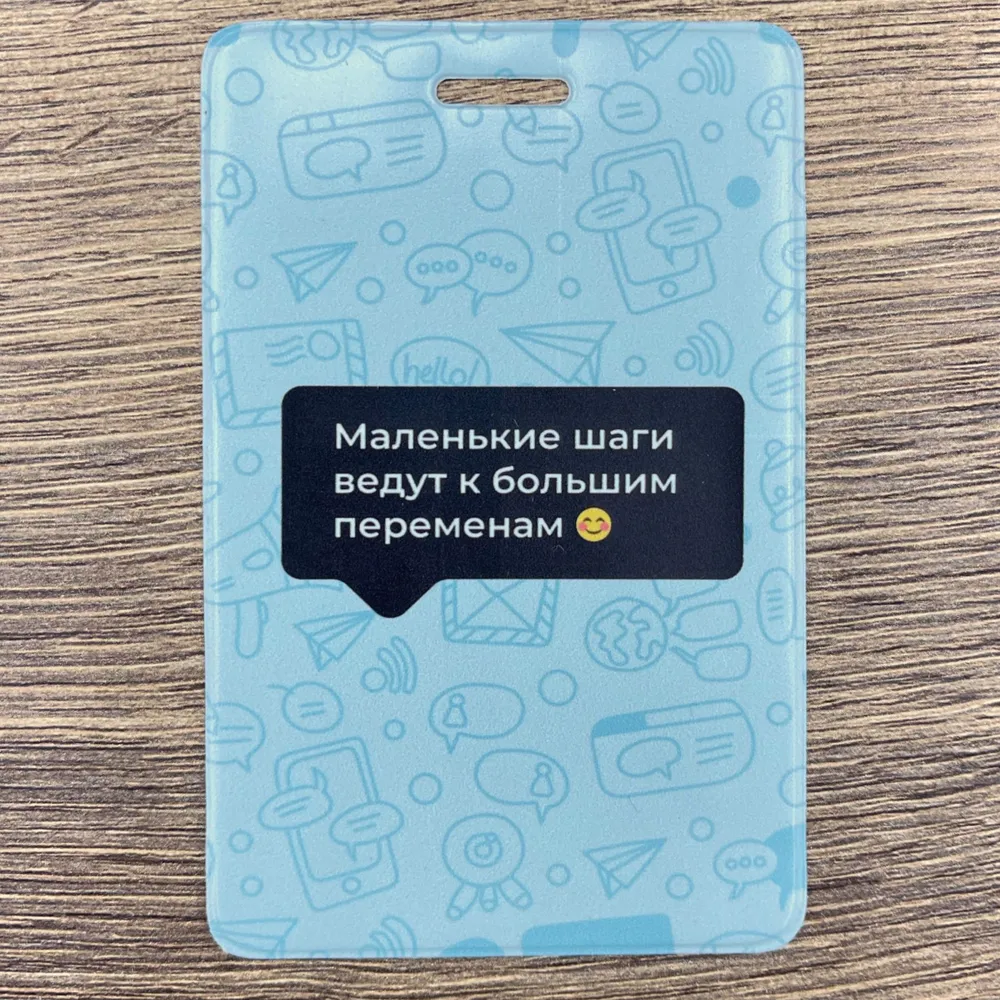 hello!
Маленькие шаги
ведут к большим
переменам 😊